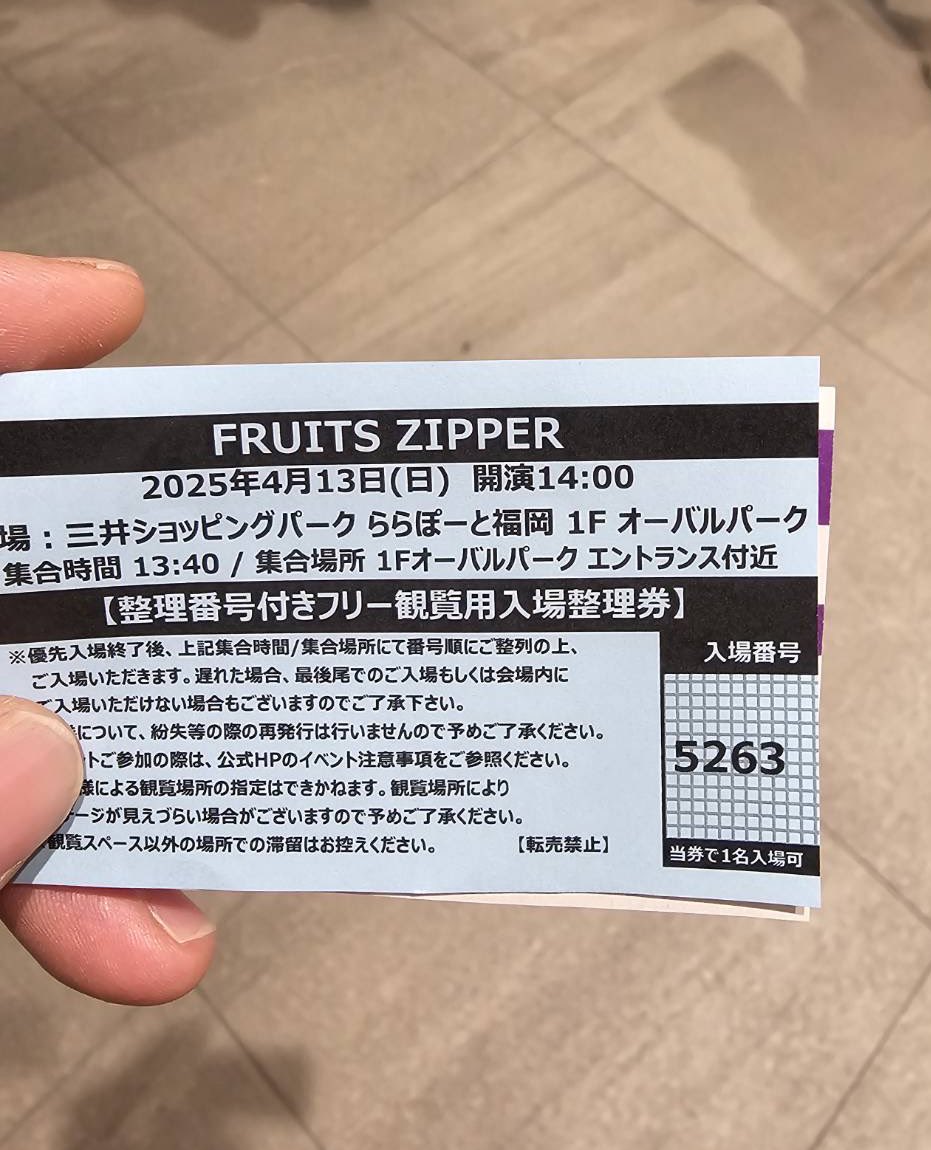 FRUITS ZIPPER
2025年4月13日(日) 開演14:00
場：三井ショッピングパーク ららぽーと福岡 1F オーバルパーク
集合時間 13:40 / 集合場所 1Fオーバルパーク エントランス付近
【整理番号付きフリー観覧用入場整理券】
※優先入場終了後、上記集合時間/集合場所にて番号順にご整列の上、
ご入場いただきます。遅れた場合、最後尾でのご入場もしくは会場内に
ご入場いただけない場合もございますのでご了承下さい。
について、紛失等の際の再発行は行いませんので予めご了承ください。
トご参加の際は、公式HPのイベント注意事項をご参照ください。
様による観覧場所の指定はできかねます。観覧場所により
ージが見えづらい場合がございますので予めご了承ください。
観覧スペース以外の場所での滞留はお控えください。 【転売禁止】
入場番号
5263
当券で1名入場可